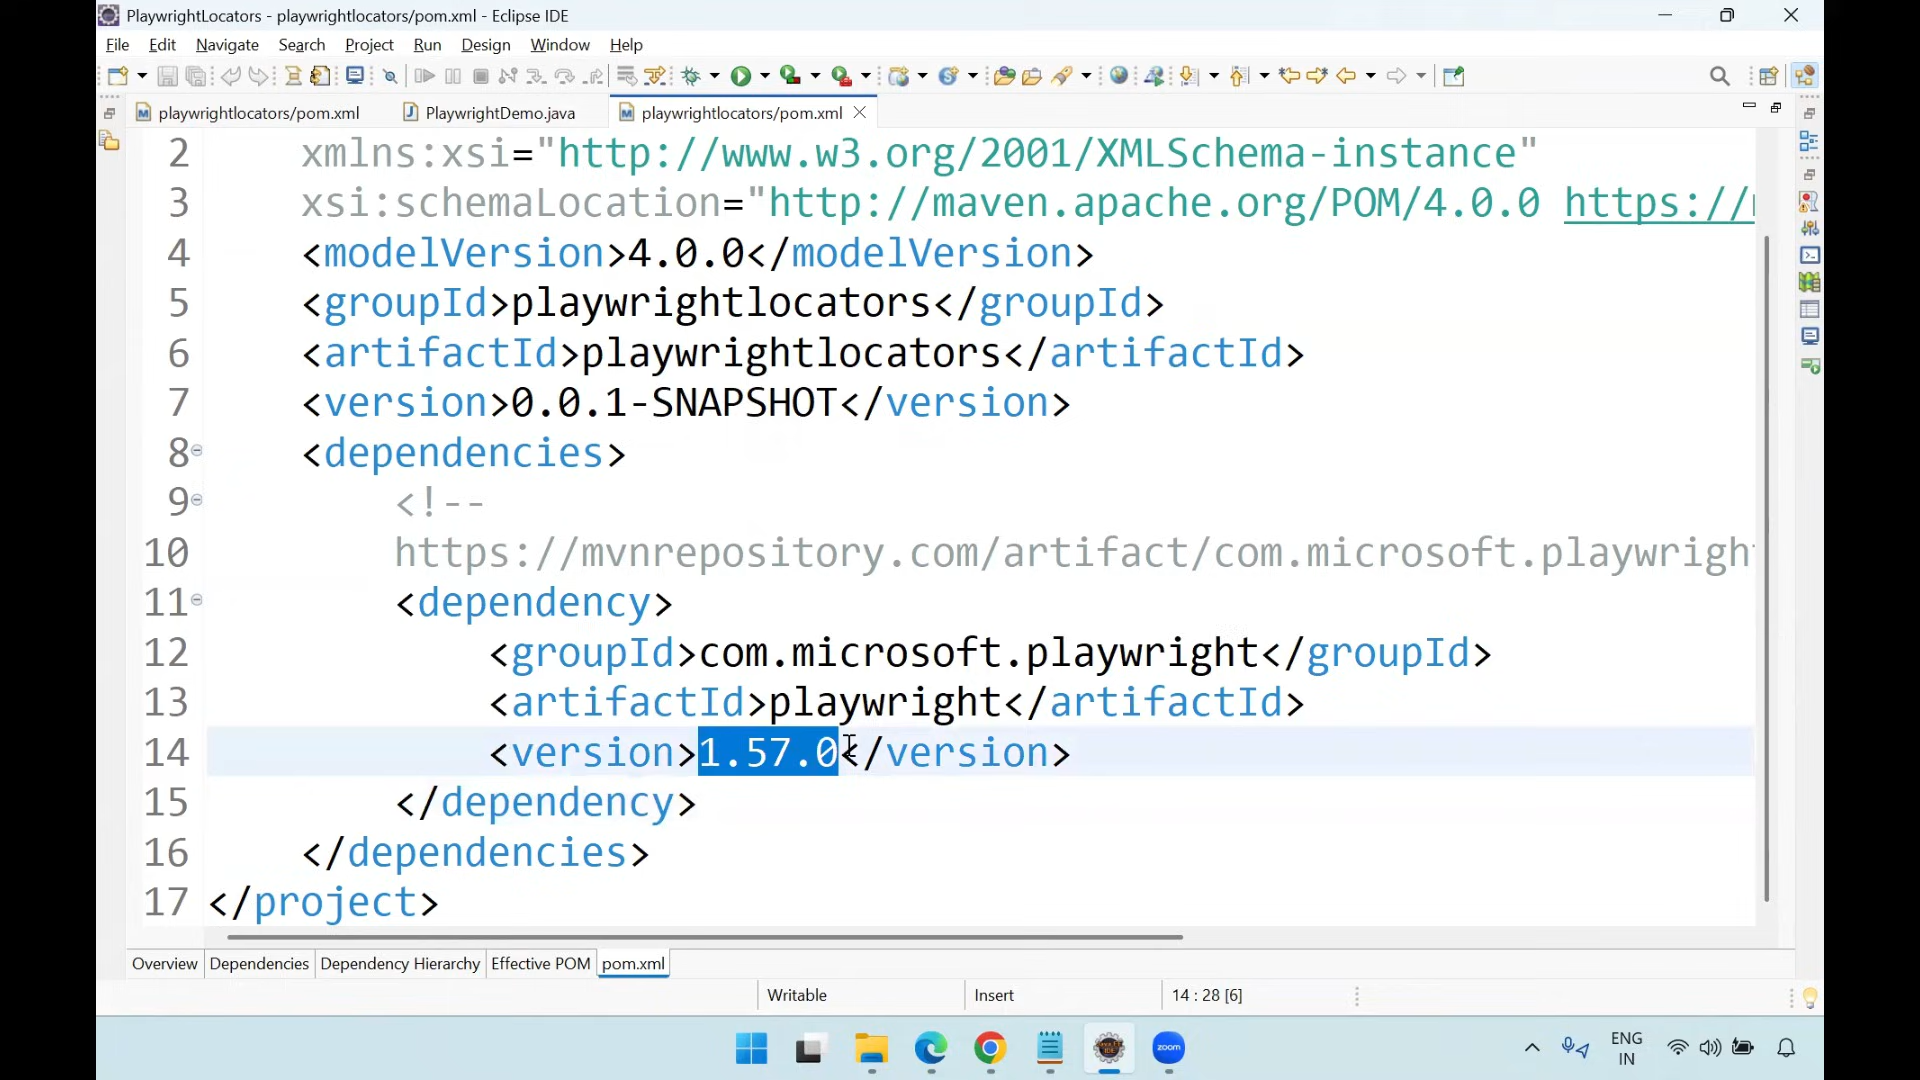 PlaywrightLocators - playwrightlocators/pom.xml - Eclipse IDE
File Edit Navigate Search Project Run Design Window Help
playwrightlocators/pom.xml PlaywrightDemo.java playwrightlocators/pom.xml
2 xmlns:xsi="http://www.w3.org/2001/XMLSchema-instance"
3 xsi:schemaLocation="http://maven.apache.org/POM/4.0.0 https://
4 <modelVersion>4.0.0</modelVersion>
5 <groupId>playwrightlocators</groupId>
6 <artifactId>playwrightlocators</artifactId>
7 <version>0.0.1-SNAPSHOT</version>
8 <dependencies>
9 <!--
10 https://mvnrepository.com/artifact/com.microsoft.playwrigh
11 <dependency>
12 <groupId>com.microsoft.playwright</groupId>
13 <artifactId>playwright</artifactId>
14 <version>1.57.0</version>
15 </dependency>
16 </dependencies>
17 </project>
Overview Dependencies Dependency Hierarchy Effective POM pom.xml
Writable Insert 14 : 28 [6]
zoom
ENG
IN